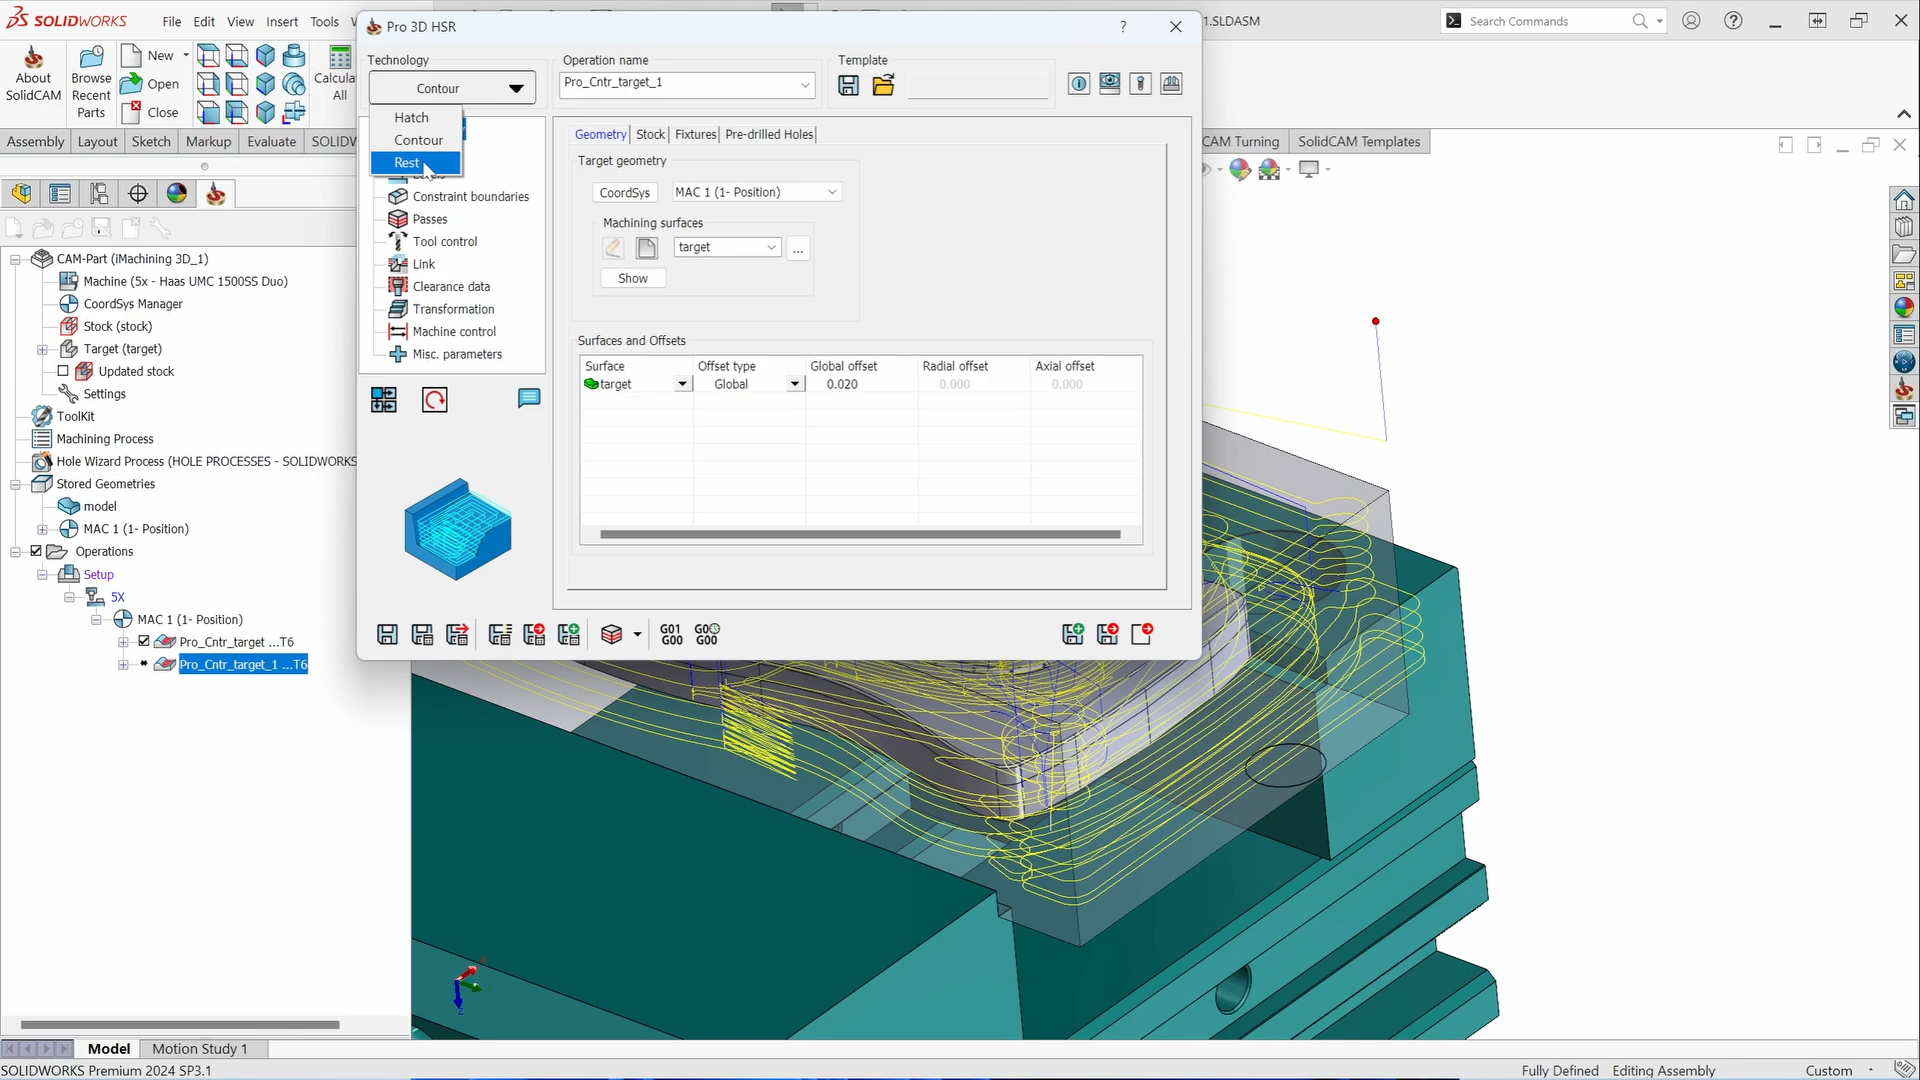 SOLIDWORKS
File Edit View Insert Tools
Pro 3D HSR
?
1.SLDASM
Search Commands
Technology
Operation name
Template
Contour
Pro_Cntr_target_1
About SolidCAM
Browse Recent Parts
New
Open
Close
Calcula All
Hatch
Contour
Rest
Assembly Layout Sketch Markup Evaluate SOLIDW
CAM Turning SolidCAM Templates
Constraint boundaries
Passes
Tool control
Link
Clearance data
Transformation
Machine control
Misc. parameters
Geometry Stock Fixtures Pre-drilled Holes
Target geometry
CoordSys MAC 1 (1- Position)
Machining surfaces
target
...
Show
Surfaces and Offsets
Surface Offset type Global offset Radial offset Axial offset
target Global 0.020 0.000 0.000
G01 G00
G0 G00
CAM-Part (iMachining 3D_1)
Machine (5x - Haas UMC 1500SS Duo)
CoordSys Manager
Stock (stock)
Target (target)
Updated stock
Settings
ToolKit
Machining Process
Hole Wizard Process (HOLE PROCESSES - SOLIDWORKS
Stored Geometries
model
MAC 1 (1- Position)
Operations
Setup
5X
MAC 1 (1- Position)
Pro_Cntr_target ...T6
Pro_Cntr_target_1 ...T6
Model Motion Study 1
SOLIDWORKS Premium 2024 SP3.1
Fully Defined Editing Assembly Custom